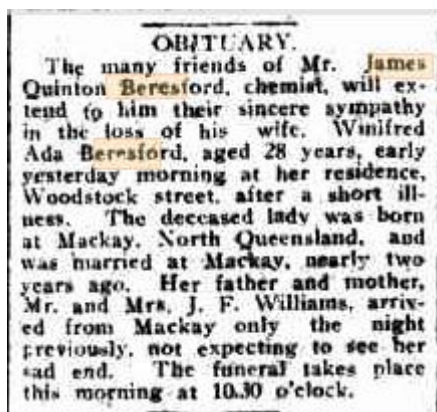 OBITUARY.
The many friends of Mr. James
Quinton Beresford, chemist, will ex-
tend to him their sincere sympathy
in the loss of his wife, Winifred
Ada Beresford, aged 28 years, early
yesterday morning at her residence,
Woodstock street, after a short ill-
ness. The deceased lady was born
at Mackay, North Queensland, and
was married at Mackay, nearly two
years ago. Her father and mother,
Mr. and Mrs. J. F. Williams, arriv-
ed from Mackay only the night
previously, not expecting to see her
sad end. The funeral takes place
this morning at 10.30 o'clock.